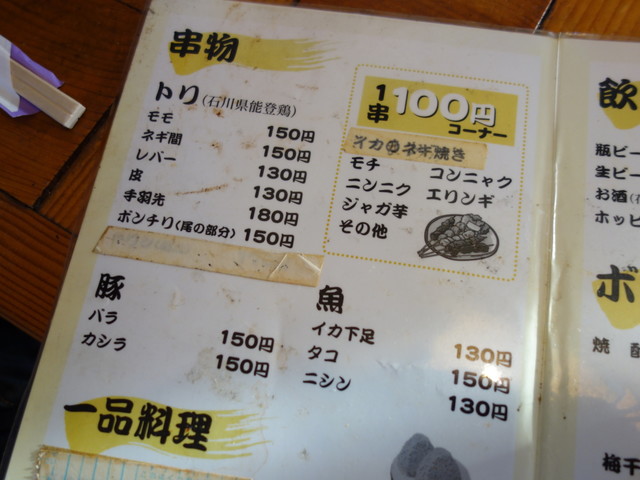 串物
トリ(石川県能登鶏)
モモ 150円
ネギ間 150円
レバー 130円
皮 130円
手羽先 180円
ボンチリ(尾の部分) 150円
1串100円コーナー
ネギ焼き
モチ コンニャク
ニンニク エリンギ
ジャガ芋
その他
豚
バラ 150円
カシラ 150円
魚
イカ下足 130円
タコ 150円
ニシン 130円
一品料理
飲
瓶ビー
生ビー
お酒
ホッピ
ボ
焼
梅干